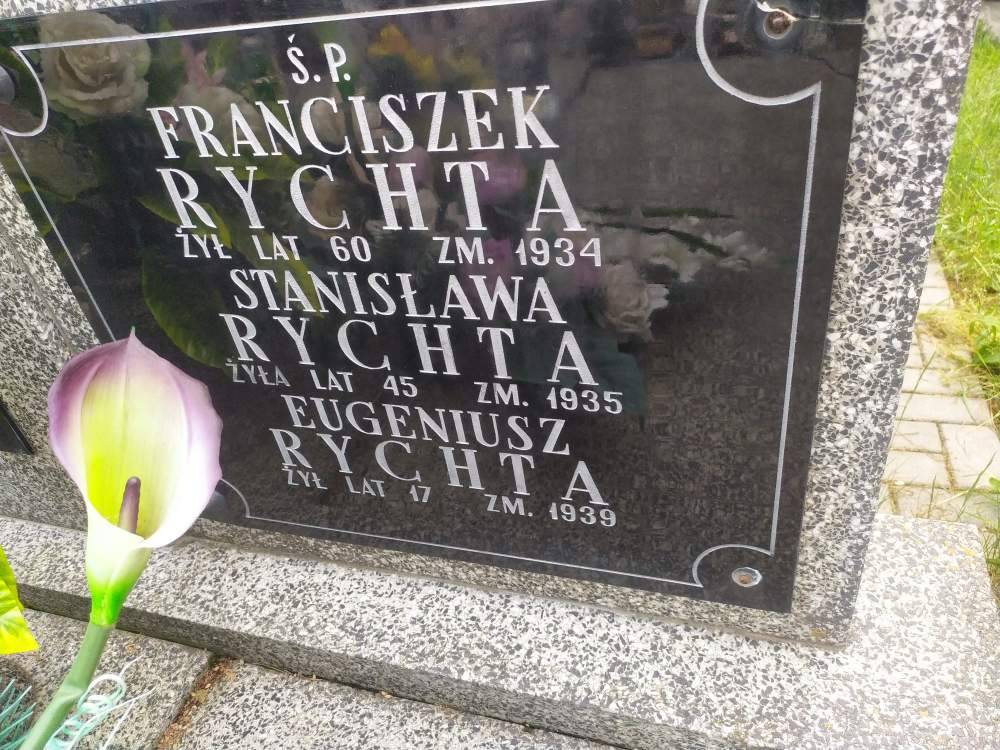 Ś.P.
FRANCISZEK
RYCHTA
ŻYŁ LAT 60 ZM. 1934
STANISŁAWA
RYCHTA
ŻYŁA LAT 45 ZM. 1935
EUGENIUSZ
RYCHTA
ŻYŁ LAT 17 ZM. 1939